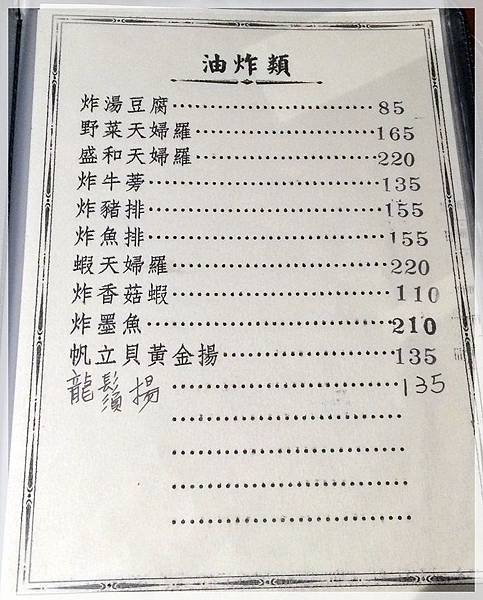 油炸類
炸湯豆腐 85
野菜天婦羅 165
盛和天婦羅 220
炸牛蒡 135
炸豬排 155
炸魚排 155
蝦天婦羅 220
炸香菇蝦 110
炸墨魚 210
帆立貝黃金揚 135
龍鬚揚 135